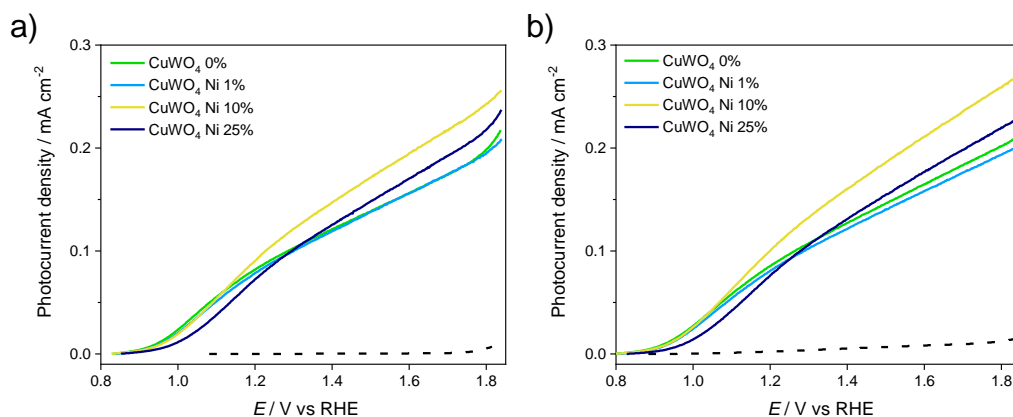 a)
0.3
0.2
0.1
0.0
Photocurrent density / mA cm⁻²
CuWO₄ 0%
CuWO₄ Ni 1%
CuWO₄ Ni 10%
CuWO₄ Ni 25%
0.8 1.0 1.2 1.4 1.6 1.8
E / V vs RHE
b)
0.3
0.2
0.1
0.0
Photocurrent density / mA cm⁻²
CuWO₄ 0%
CuWO₄ Ni 1%
CuWO₄ Ni 10%
CuWO₄ Ni 25%
0.8 1.0 1.2 1.4 1.6 1.8
E / V vs RHE